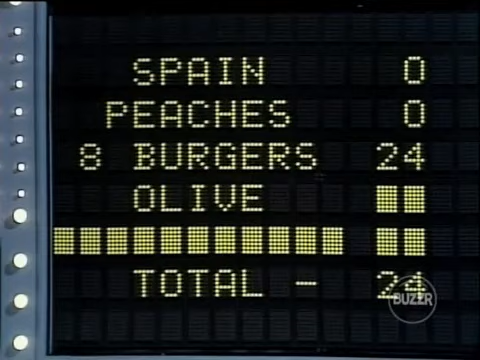 SPAIN 0
PEACHES 0
8 BURGERS 24
OLIVE
TOTAL - 24
BUZZR